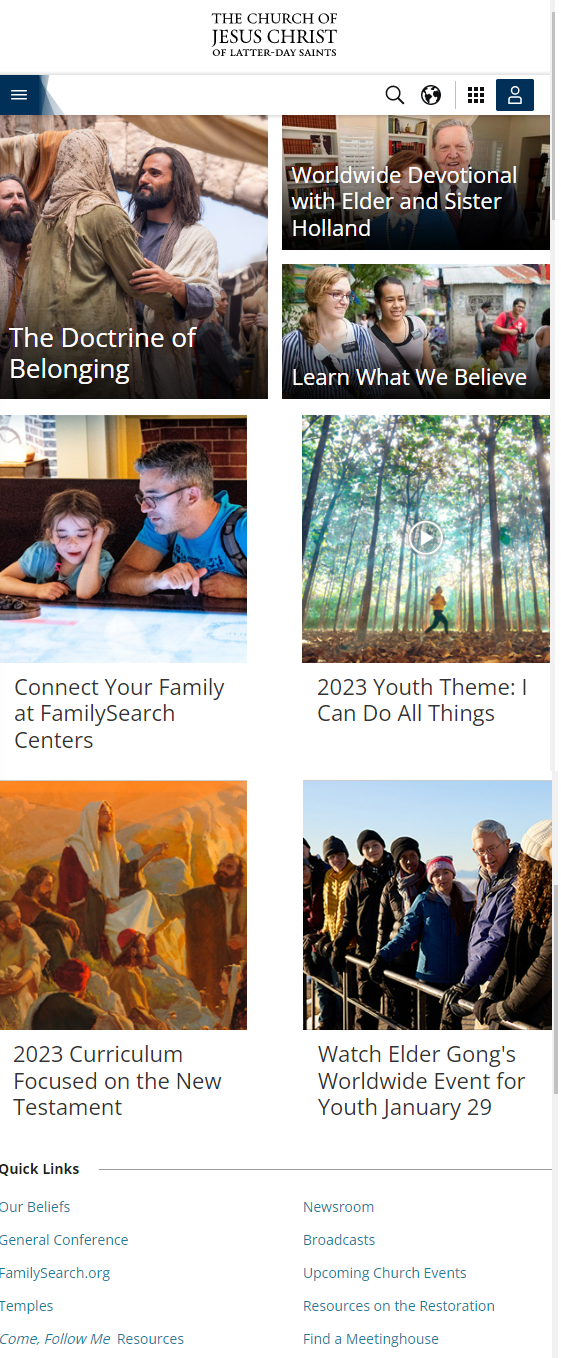 THE CHURCH OF
JESUS CHRIST
OF LATTER-DAY SAINTS
The Doctrine of
Belonging
Worldwide Devotional
with Elder and Sister
Holland
Learn What We Believe
Connect Your Family
at FamilySearch
Centers
2023 Youth Theme: I
Can Do All Things
2023 Curriculum
Focused on the New
Testament
Watch Elder Gong's
Worldwide Event for
Youth January 29
Quick Links
Our Beliefs
Newsroom
General Conference
Broadcasts
FamilySearch.org
Upcoming Church Events
Temples
Resources on the Restoration
Come, Follow Me Resources
Find a Meetinghouse